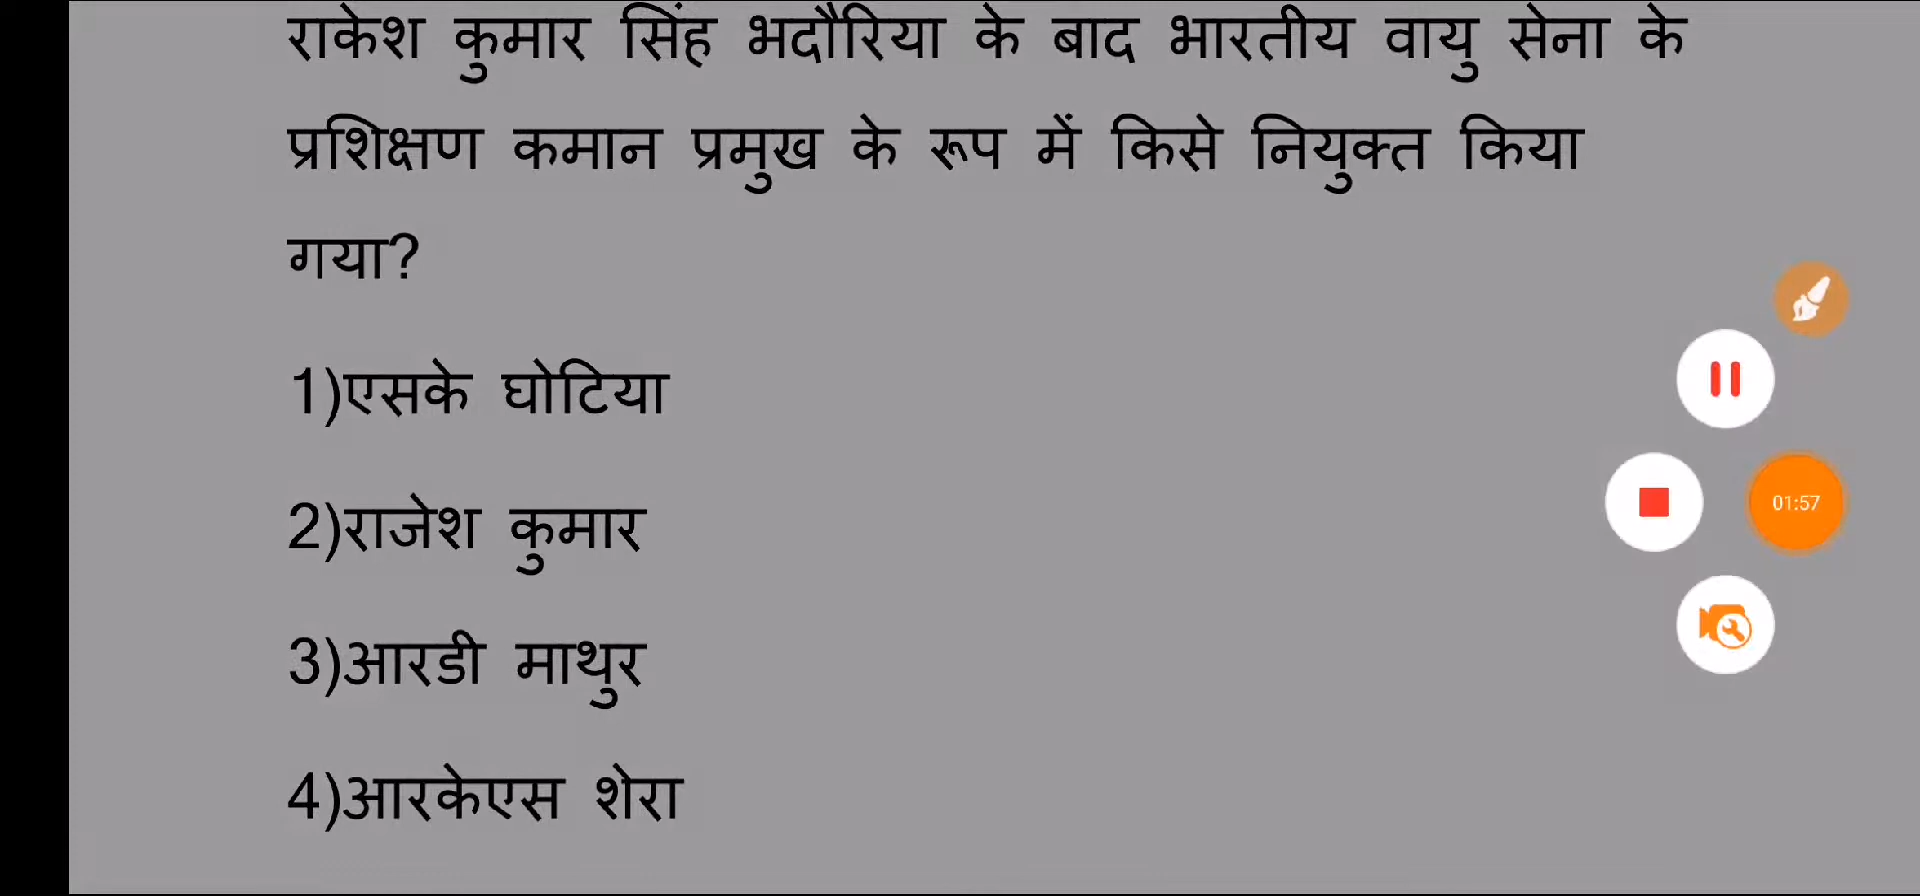 राकेश कुमार सिंह भदौरिया के बाद भारतीय वायु सेना के
प्रशिक्षण कमान प्रमुख के रूप में किसे नियुक्त किया
गया?
1)एसके घोटिया
2)राजेश कुमार
3)आरडी माथुर
4)आरकेएस शेरा
01:57